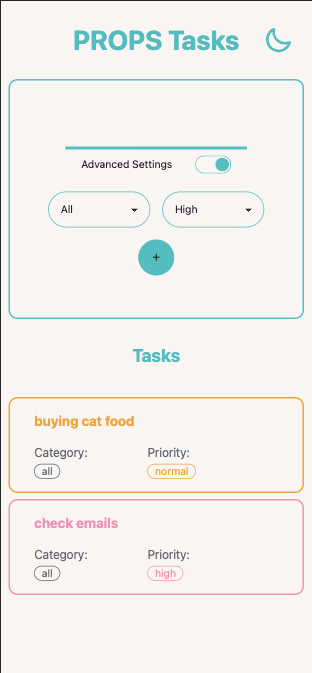 PROPS Tasks
Advanced Settings
All High
+
Tasks
buying cat food
Category: Priority:
all normal
check emails
Category: Priority:
all high